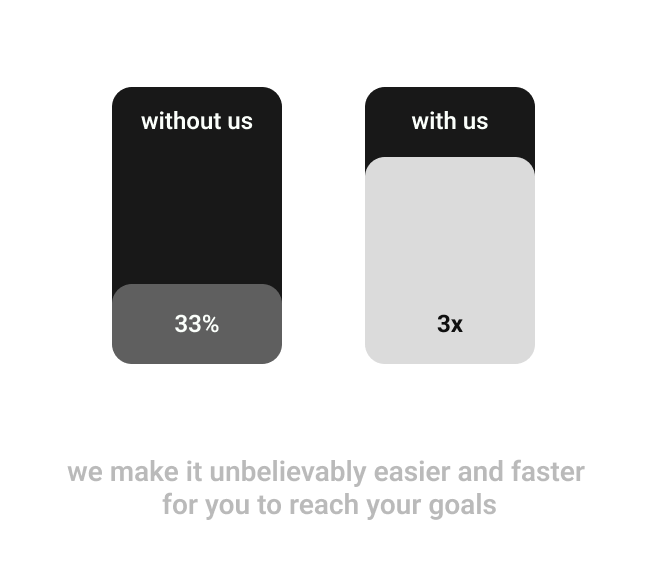 without us
with us
33%
3x
we make it unbelievably easier and faster
for you to reach your goals